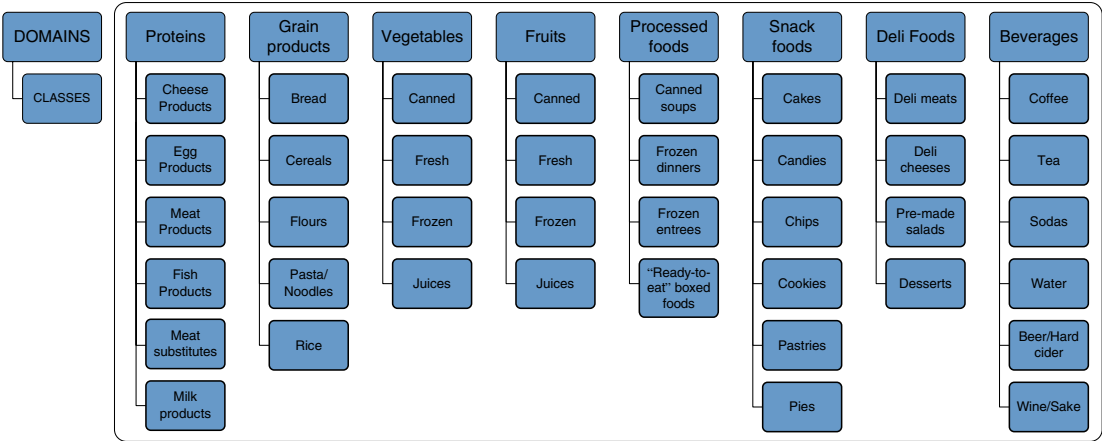 DOMAINS
CLASSES
Proteins
Cheese
Products
Egg
Products
Meat
Products
Fish
Products
Meat
substitutes
Milk
products
Grain
products
Bread
Cereals
Flours
Pasta/
Noodles
Rice
Vegetables
Canned
Fresh
Frozen
Juices
Fruits
Canned
Fresh
Frozen
Juices
Processed
foods
Canned
soups
Frozen
dinners
Frozen
entrees
“Ready-to-
eat” boxed
foods
Snack
foods
Cakes
Candies
Chips
Cookies
Pastries
Pies
Deli Foods
Deli meats
Deli
cheeses
Pre-made
salads
Desserts
Beverages
Coffee
Tea
Sodas
Water
Beer/Hard
cider
Wine/Sake